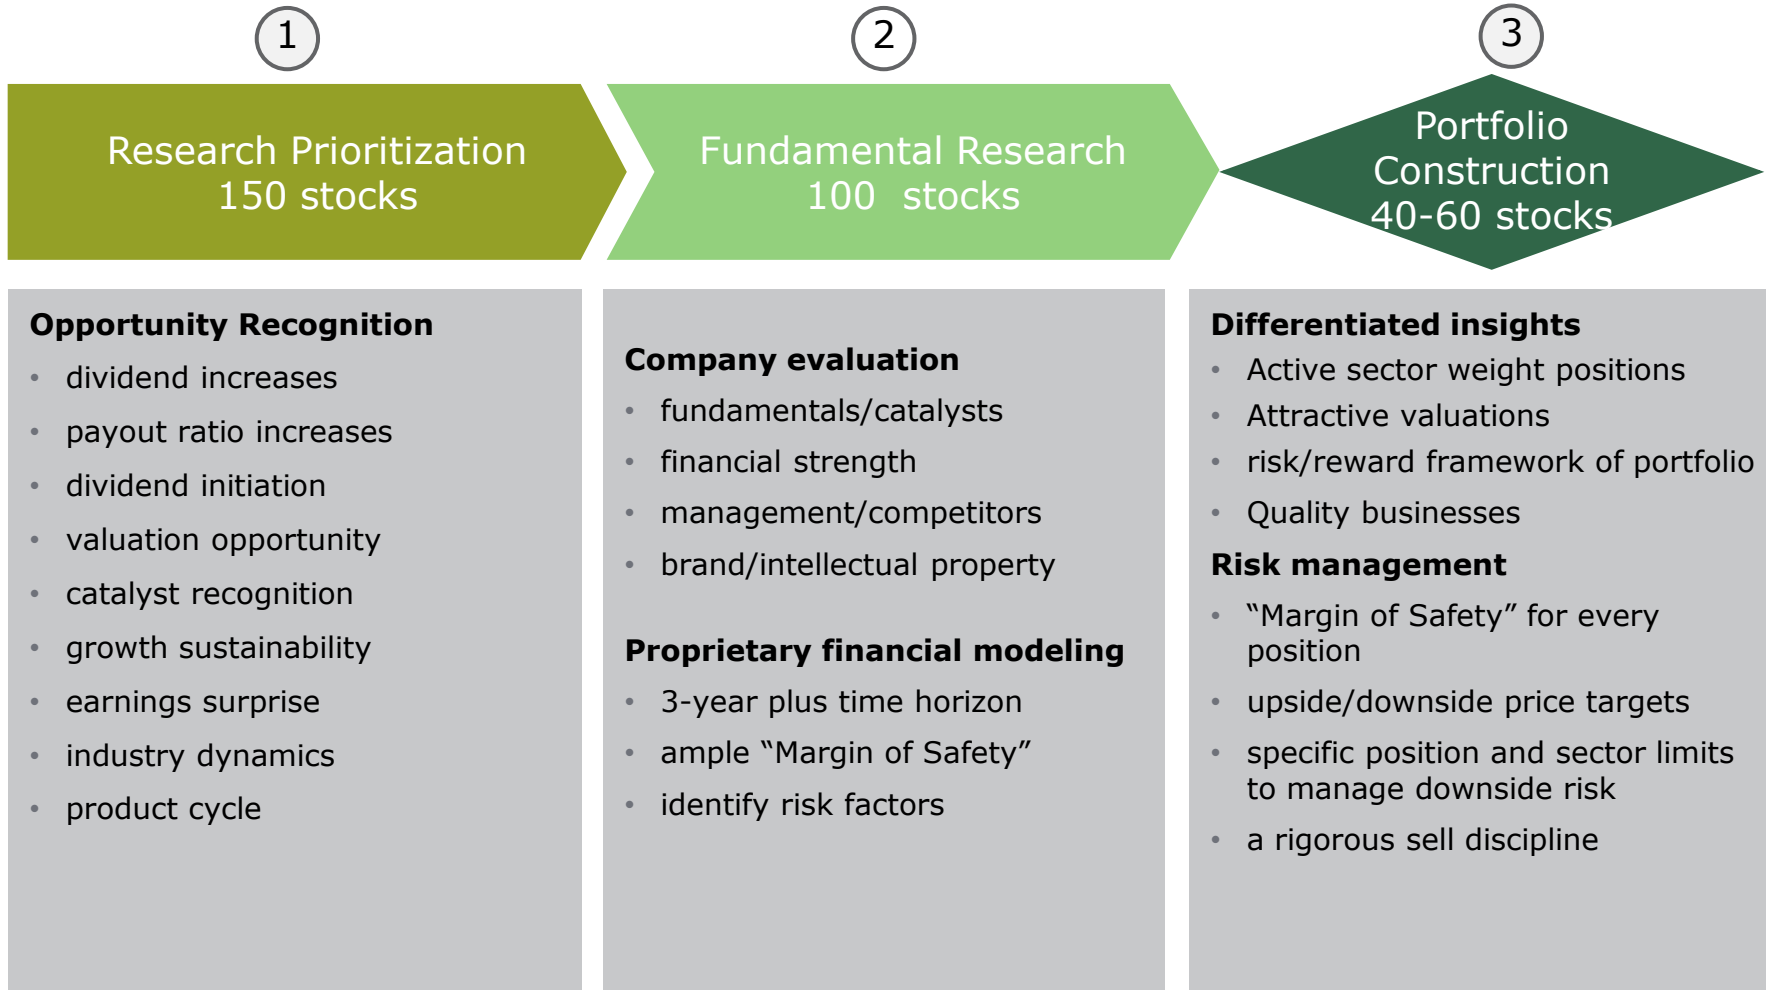 1
Research Prioritization
150 stocks
Opportunity Recognition
• dividend increases
• payout ratio increases
• dividend initiation
• valuation opportunity
• catalyst recognition
• growth sustainability
• earnings surprise
• industry dynamics
• product cycle
2
Fundamental Research
100  stocks
Company evaluation
• fundamentals/catalysts
• financial strength
• management/competitors
• brand/intellectual property
Proprietary financial modeling
• 3-year plus time horizon
• ample “Margin of Safety”
• identify risk factors
3
Portfolio
Construction
40-60 stocks
Differentiated insights
• Active sector weight positions
• Attractive valuations
• risk/reward framework of portfolio
• Quality businesses
Risk management
• “Margin of Safety” for every
position
• upside/downside price targets
• specific position and sector limits
to manage downside risk
• a rigorous sell discipline